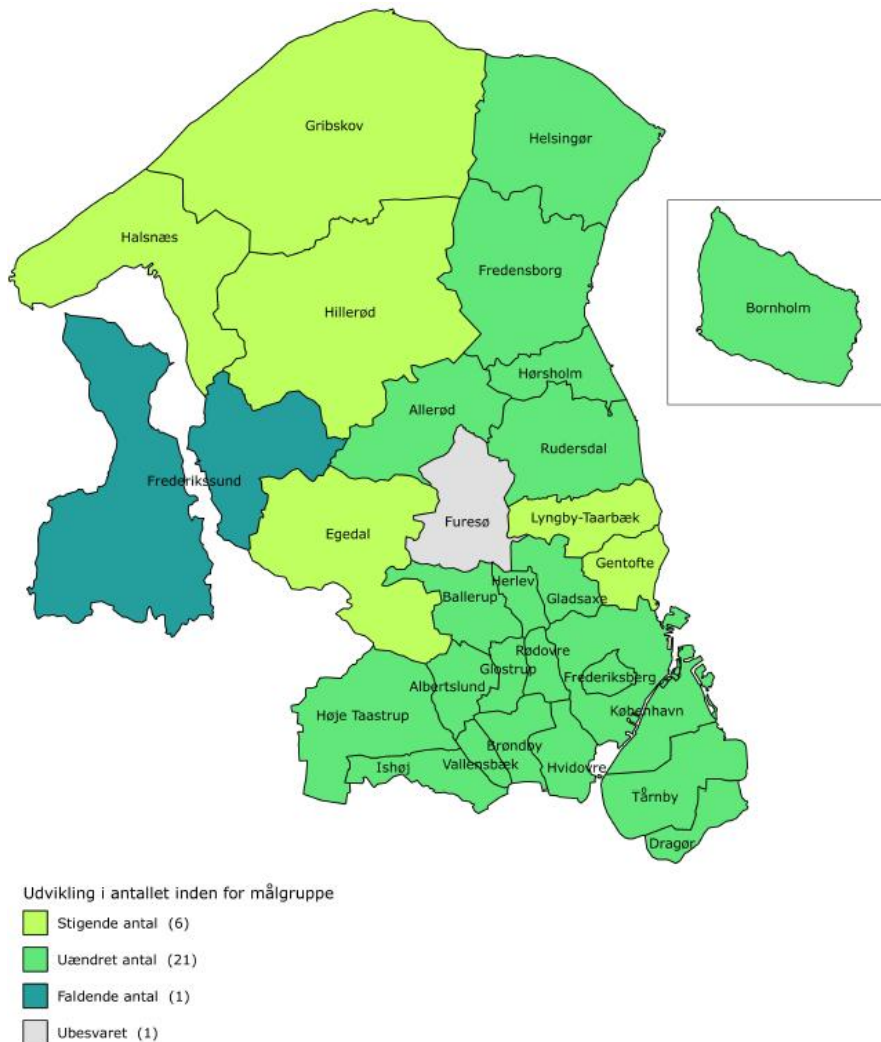 Gribskov
Helsingør
Halsnæs
Fredensborg
Hillerød
Bornholm
Hørsholm
Allerød
Rudersdal
Frederikssund
Furesø
Lyngby-Taarbæk
Egedal
Gentofte
Herlev
Ballerup
Gladsaxe
Rødovre
Glostrup
Frederiksberg
Albertslund
København
Høje Taastrup
Brøndby
Vallensbæk
Hvidovre
Ishøj
Tårnby
Dragør
Udvikling i antallet inden for målgruppe
Stigende antal (6)
Uændret antal (21)
Faldende antal (1)
Ubesvaret (1)